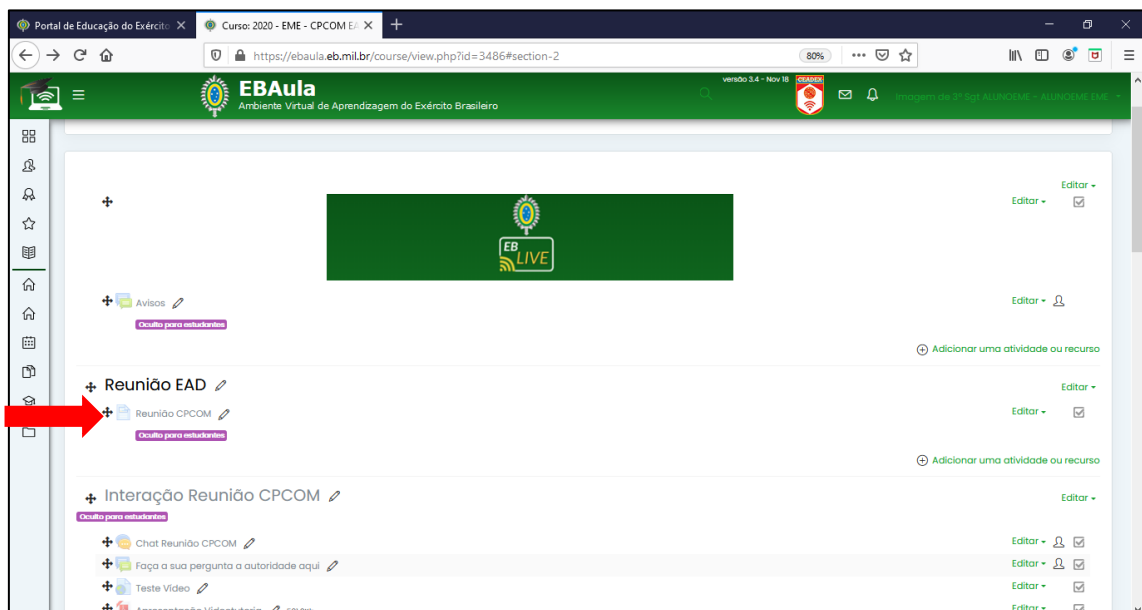 Portal de Educação do Exército
Curso: 2020 - EME - CPCOM EA
https://ebaula.eb.mil.br/course/view.php?id=3486#section-2
80%
EBAula
Ambiente Virtual de Aprendizagem do Exército Brasileiro
versão 3.4 - Nov 18
CEADEX
Imagem de 3º Sgt ALUNOEME - ALUNOEME EME
Editar
Editar
EB
LIVE
Avisos
Editar
Oculto para estudantes
Adicionar uma atividade ou recurso
Reunião EAD
Editar
Reunião CPCOM
Editar
Oculto para estudantes
Adicionar uma atividade ou recurso
Interação Reunião CPCOM
Editar
Oculto para estudantes
Chat Reunião CPCOM
Editar
Faça a sua pergunta a autoridade aqui
Editar
Teste Vídeo
Editar
Apresentação Videotutoria
Editar